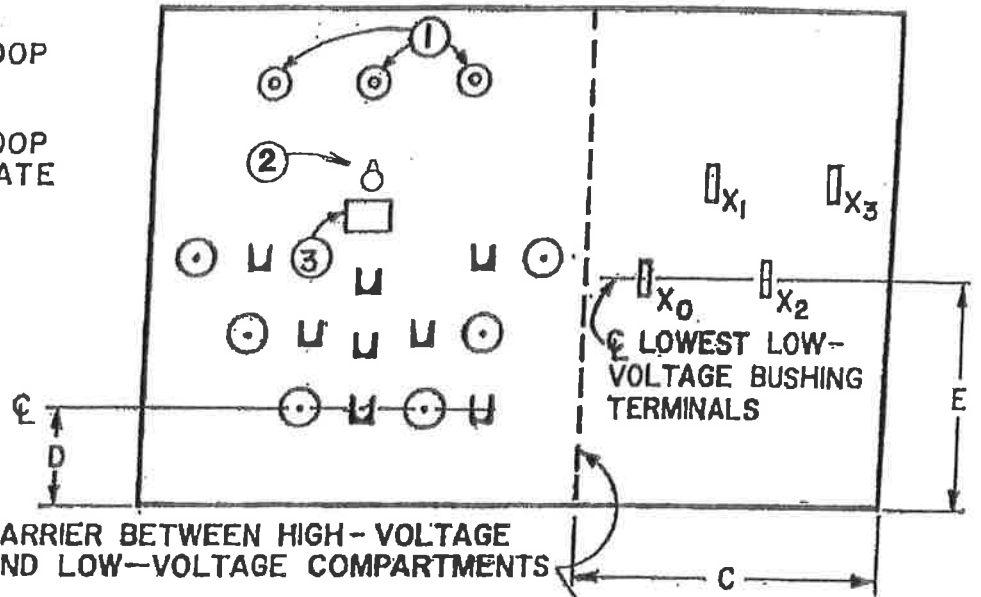 OOP
OOP
ATE
1
2
3
X1
X3
X0
X2
℄ LOWEST LOW-
VOLTAGE BUSHING
TERMINALS
℄
D
E
ARRIER BETWEEN HIGH-VOLTAGE
ND LOW-VOLTAGE COMPARTMENTS
C